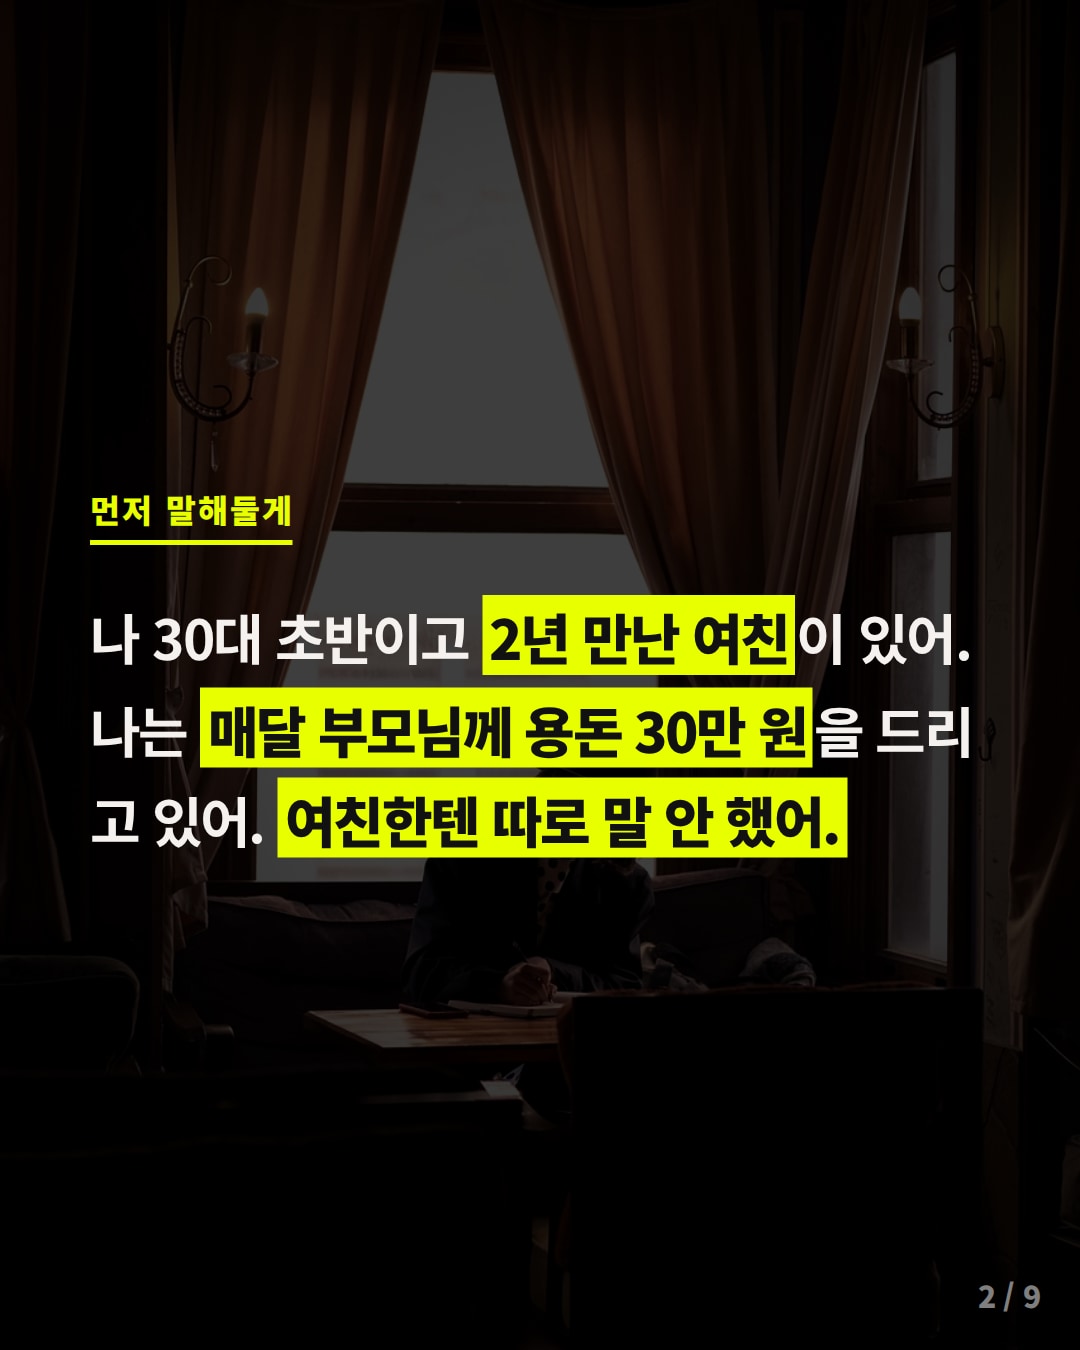 먼저 말해둘게
나 30대 초반이고 2년 만난 여친이 있어.
나는 매달 부모님께 용돈 30만 원을 드리
고 있어. 여친한텐 따로 말 안 했어.
2 / 9